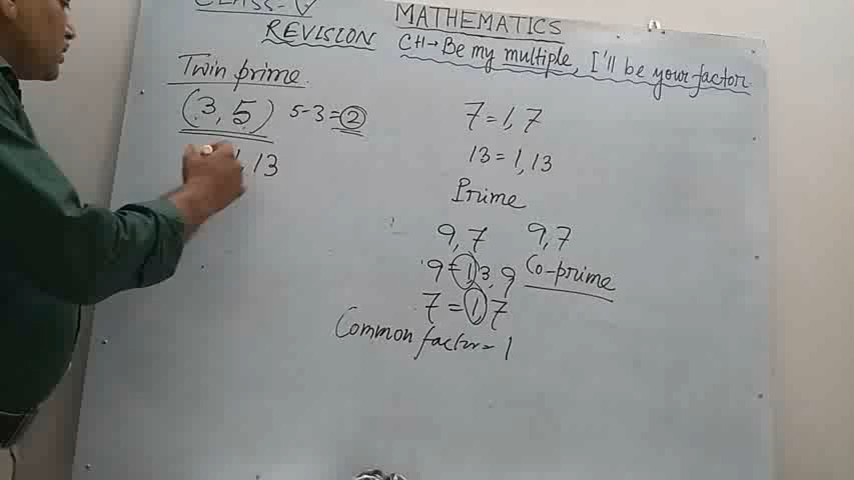 CLASS-V
MATHEMATICS
REVISION
CH→Be my multiple, I'll be your factor.
Twin prime.
(3, 5) 5-3=2
, 13
7=1, 7
13=1, 13
Prime
9, 7 9, 7
9=1 3, 9 Co-prime
7=1 7
Common factor=1